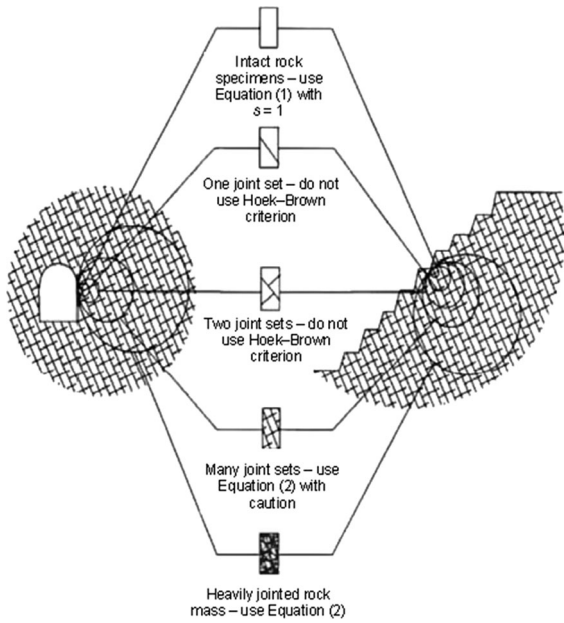 Intact rock
specimens – use
Equation (1) with
s = 1
One joint set – do not
use Hoek–Brown
criterion
Two joint sets – do not
use Hoek–Brown
criterion
Many joint sets – use
Equation (2) with
caution
Heavily jointed rock
mass – use Equation (2)